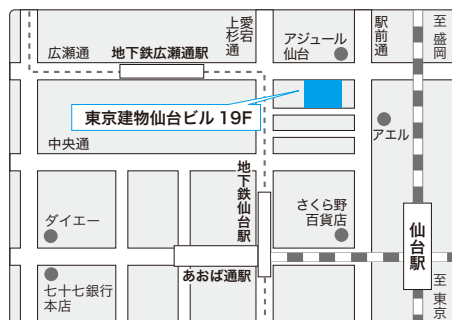 上杉通
愛宕
駅前通
至盛岡
広瀬通
地下鉄広瀬通駅
アジュール
仙台
東京建物仙台ビル 19F
アエル
中央通
地下鉄仙台駅
さくら野
百貨店
ダイエー
仙台駅
あおば通駅
七十七銀行
本店
至東京